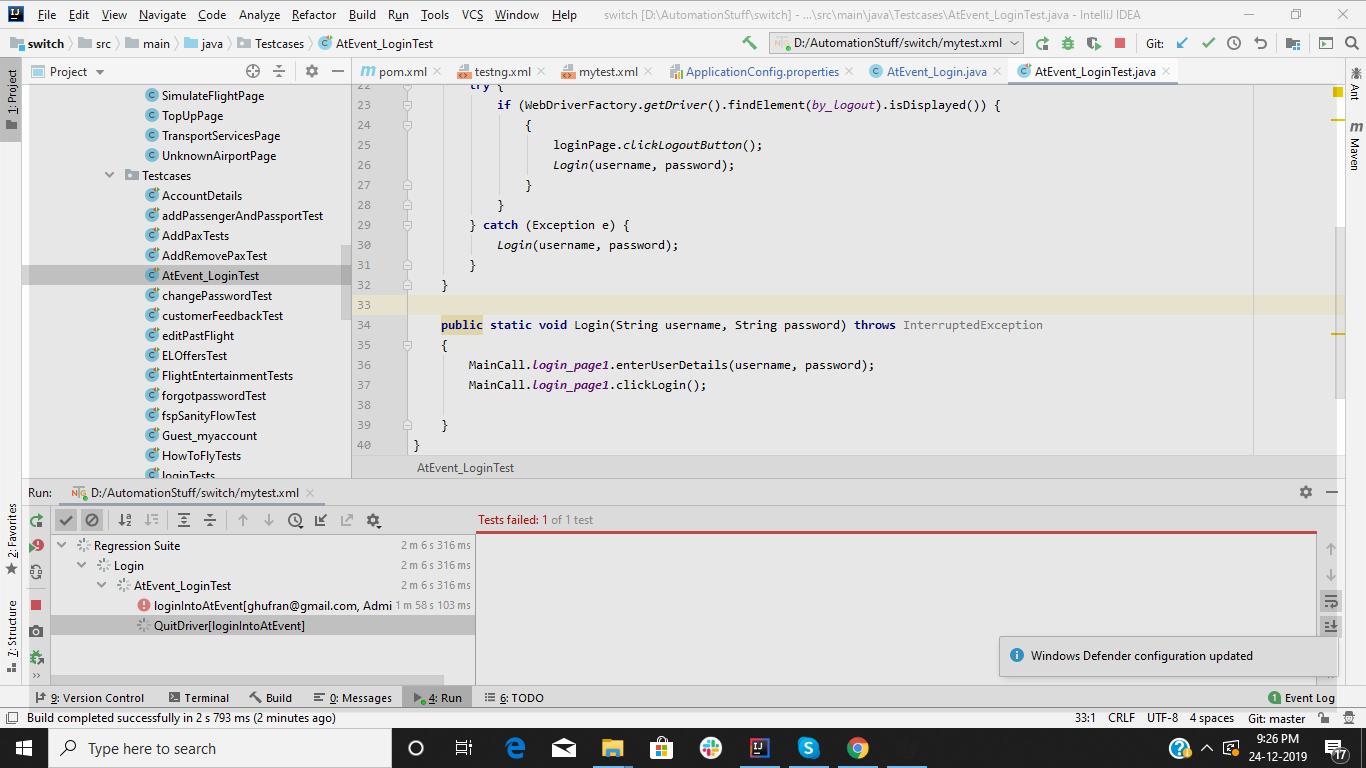 File Edit View Navigate Code Analyze Refactor Build Run Tools VCS Window Help switch [D:\AutomationStuff\switch] - ...\src\main\java\Testcases\AtEvent_LoginTest.java - IntelliJ IDEA
switch src main java Testcases AtEvent_LoginTest D:/AutomationStuff/switch/mytest.xml Git:
1: Project
Project
pom.xml testng.xml mytest.xml ApplicationConfig.properties AtEvent_Login.java AtEvent_LoginTest.java
Ant
Maven
SimulateFlightPage
TopUpPage
TransportServicesPage
UnknownAirportPage
Testcases
AccountDetails
addPassengerAndPassportTest
AddPaxTests
AddRemovePaxTest
AtEvent_LoginTest
changePasswordTest
customerFeedbackTest
editPastFlight
ELOffersTest
FlightEntertainmentTests
forgotpasswordTest
fspSanityFlowTest
Guest_myaccount
HowToFlyTests
loginTests
22 try {
23 if (WebDriverFactory.getDriver().findElement(by_logout).isDisplayed()) {
24 {
25 loginPage.clickLogoutButton();
26 Login(username, password);
27 }
28 }
29 } catch (Exception e) {
30 Login(username, password);
31 }
32 }
33
34 public static void Login(String username, String password) throws InterruptedException
35 {
36 MainCall.login_page1.enterUserDetails(username, password);
37 MainCall.login_page1.clickLogin();
38
39 }
40 }
AtEvent_LoginTest
Run: D:/AutomationStuff/switch/mytest.xml
2: Favorites
7: Structure
Tests failed: 1 of 1 test
Regression Suite 2 m 6 s 316 ms
Login 2 m 6 s 316 ms
AtEvent_LoginTest 2 m 6 s 316 ms
loginIntoAtEvent[ghufran@gmail.com, Admi 1 m 58 s 103 ms
QuitDriver[loginIntoAtEvent]
Windows Defender configuration updated
9: Version Control Terminal Build 0: Messages 4: Run 6: TODO 1 Event Log
Build completed successfully in 2 s 793 ms (2 minutes ago) 33:1 CRLF UTF-8 4 spaces Git: master
Type here to search
9:26 PM
24-12-2019
17